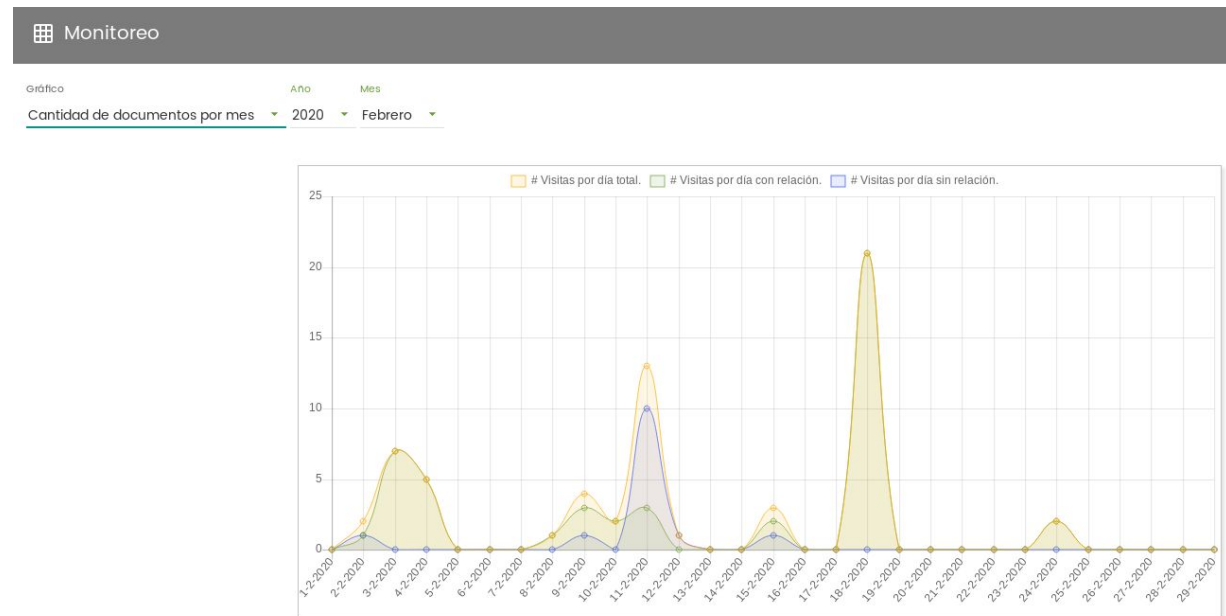 Monitoreo
Gráfico Año Mes
Cantidad de documentos por mes 2020 Febrero
# Visitas por día total. # Visitas por día con relación. # Visitas por día sin relación.
25
20
15
10
5
0
1-2-2020 2-2-2020 3-2-2020 4-2-2020 5-2-2020 6-2-2020 7-2-2020 8-2-2020 9-2-2020 10-2-2020 11-2-2020 12-2-2020 13-2-2020 14-2-2020 15-2-2020 16-2-2020 17-2-2020 18-2-2020 19-2-2020 20-2-2020 21-2-2020 22-2-2020 23-2-2020 24-2-2020 25-2-2020 26-2-2020 27-2-2020 28-2-2020 29-2-2020